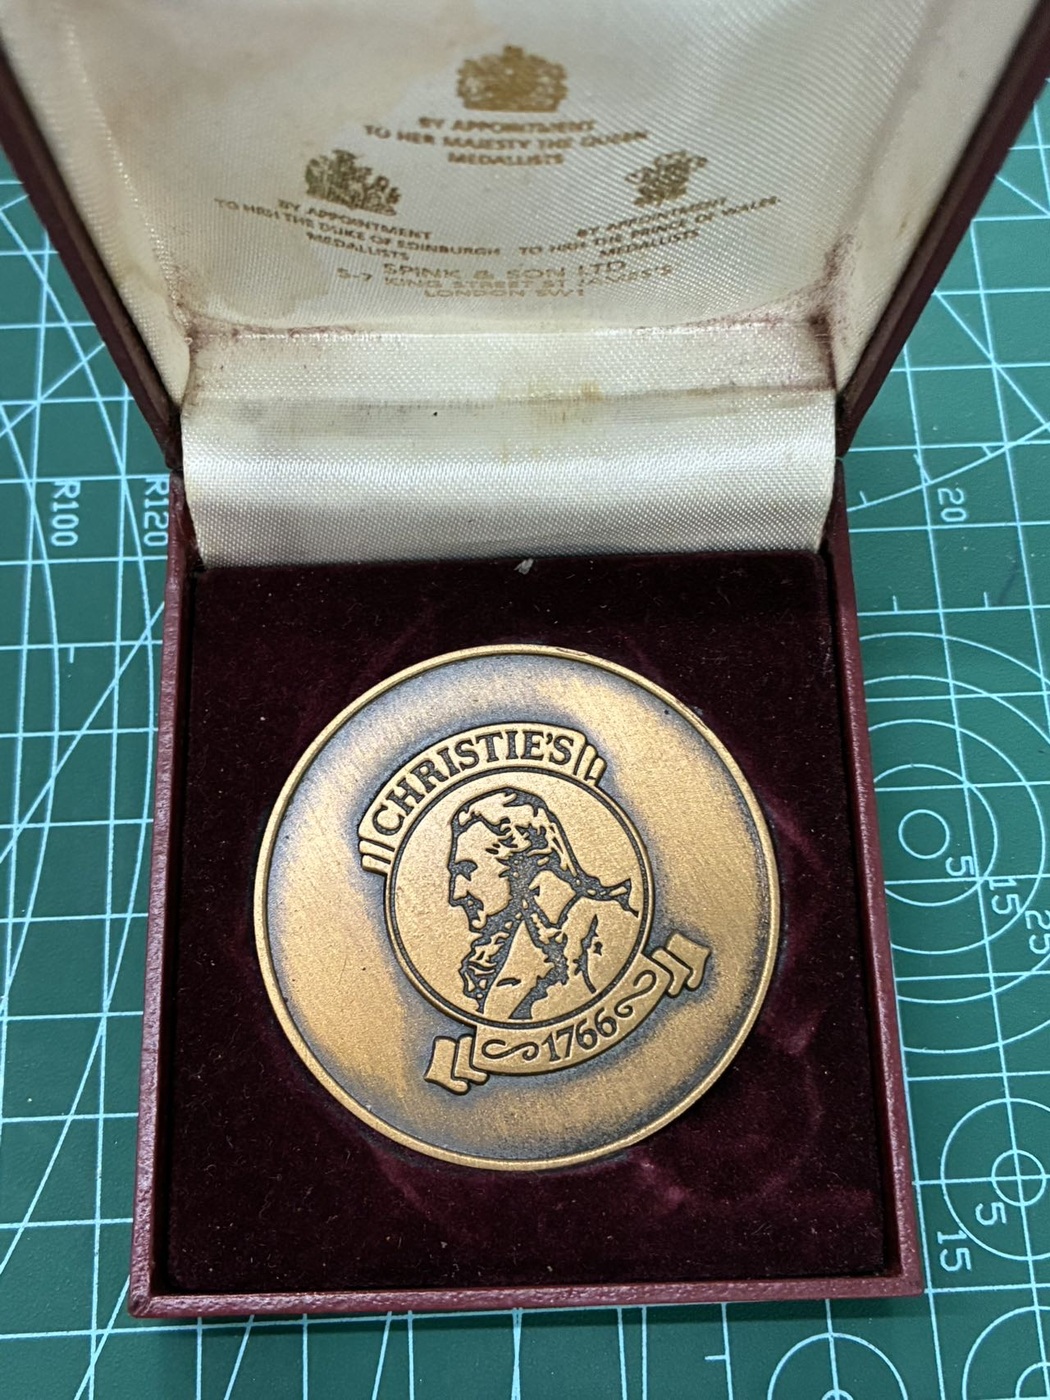 BY APPOINTMENT
TO HER MAJESTY THE QUEEN
MEDALLISTS
BY APPOINTMENT
TO HRH THE DUKE OF EDINBURGH
MEDALLISTS
BY APPOINTMENT
TO HRH THE PRINCE OF WALES
MEDALLISTS
SPINK & SON LTD
5-7 KING STREET ST JAMES'S
LONDON SW1
R100
R120
20
CHRISTIE'S
1766
5
15
25
5
15